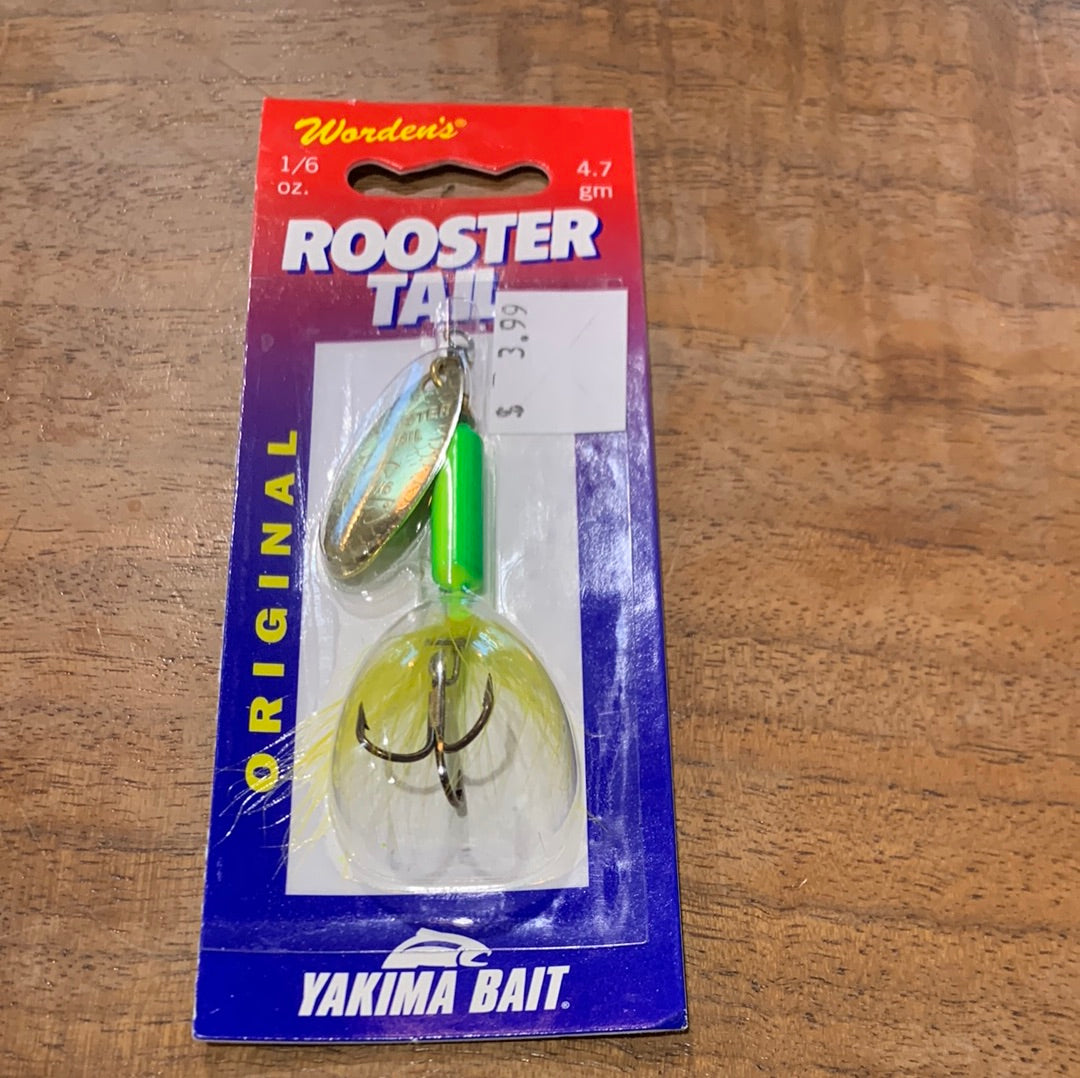 Worden's®
1/6
oz.
4.7
gm
ROOSTER
TAIL
$ - 3.99
ORIGINAL
YAKIMA BAIT®